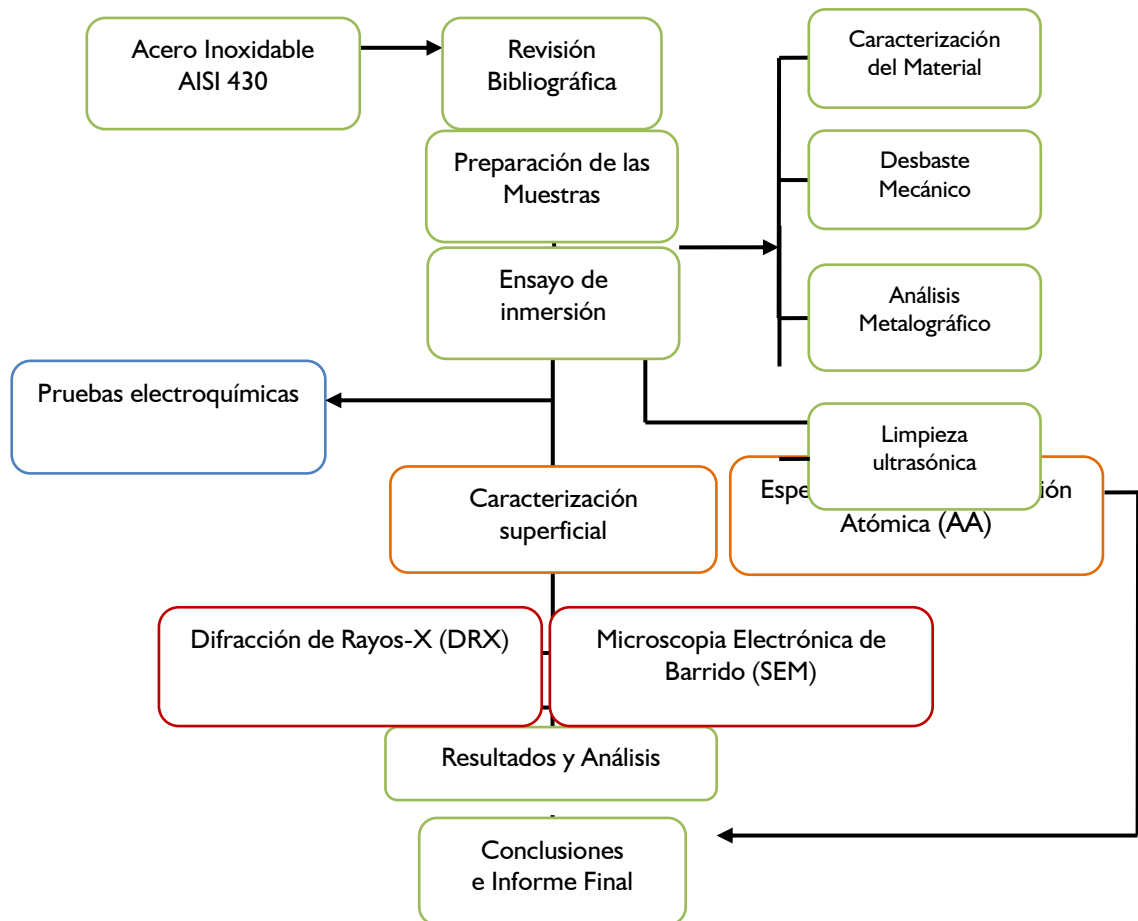 Acero Inoxidable
AISI 430
Revisión
Bibliográfica
Caracterización
del Material
Preparación de las
Muestras
Desbaste
Mecánico
Ensayo de
inmersión
Análisis
Metalográfico
Pruebas electroquímicas
Limpieza
ultrasónica
Caracterización
superficial
Atómica (AA)
Difracción de Rayos-X (DRX)
Microscopia Electrónica de
Barrido (SEM)
Resultados y Análisis
Conclusiones
e Informe Final